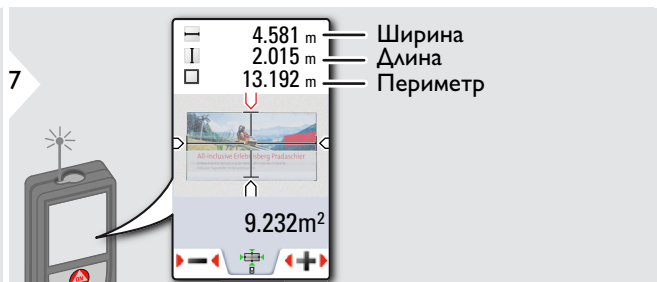 7
4.581 m Ширина
2.015 m Длина
13.192 m Периметр
All-inclusive Erlebnisberg Pradaschier
9.232m²